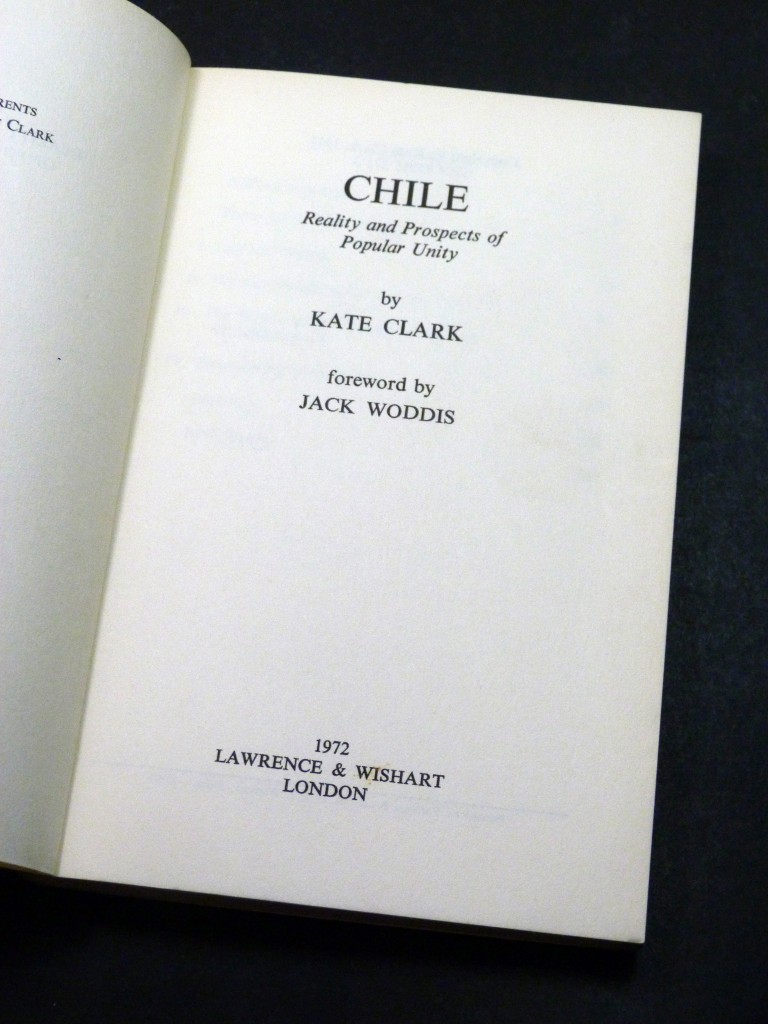 RENTS
CLARK
CHILE
Reality and Prospects of
Popular Unity
by
KATE CLARK
foreword by
JACK WODDIS
1972
LAWRENCE & WISHART
LONDON